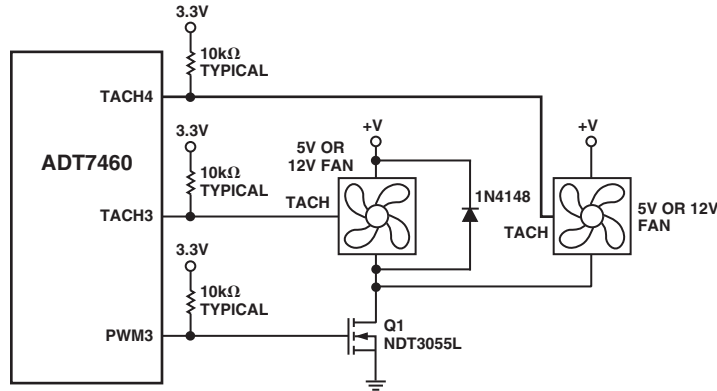 3.3V
10kΩ
TYPICAL
TACH4
ADT7460
3.3V
10kΩ
TYPICAL
TACH3
3.3V
10kΩ
TYPICAL
PWM3
+V
5V OR
12V FAN
TACH
1N4148
+V
TACH
5V OR 12V
FAN
Q1
NDT3055L